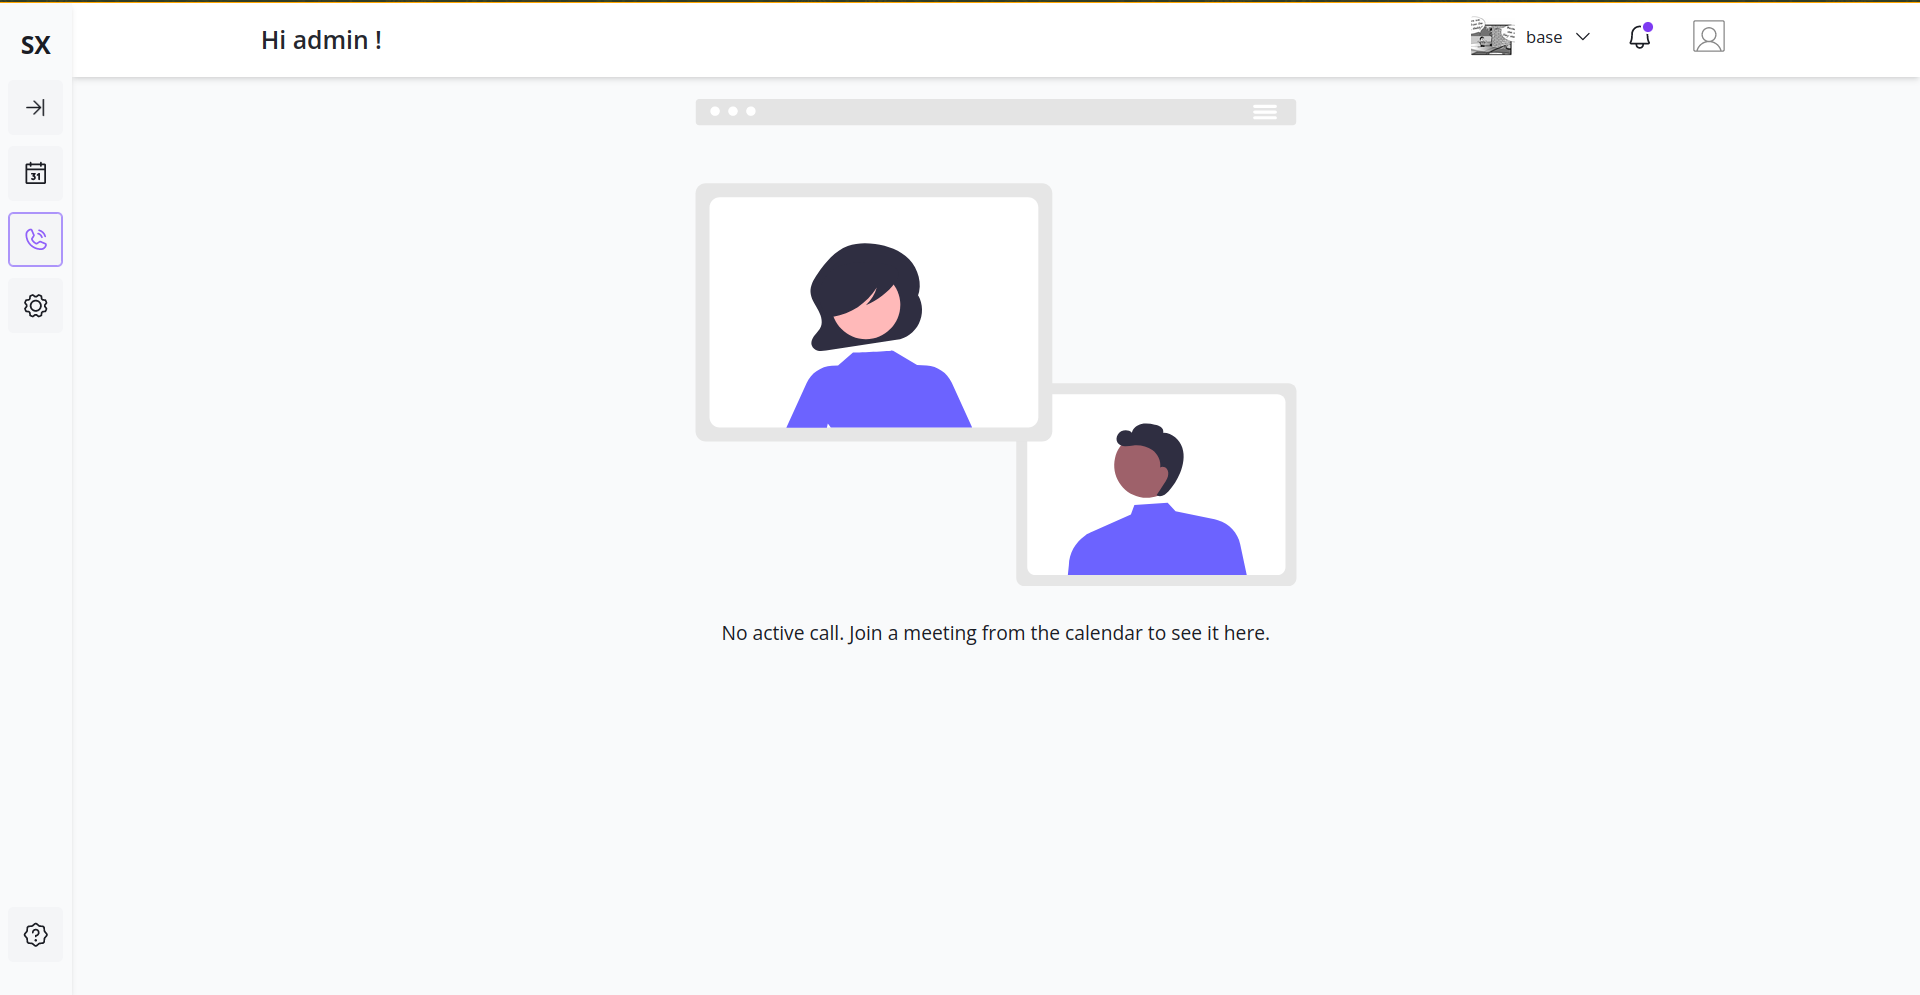 SX
Hi admin !
base
31
No active call. Join a meeting from the calendar to see it here.
?